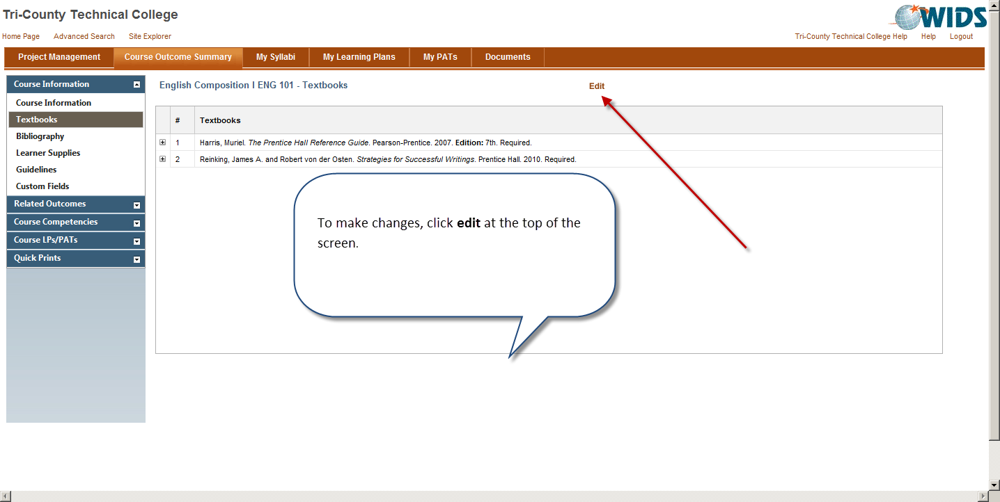 Tri-County Technical College
WIDS
Home Page Advanced Search Site Explorer
Tri-County Technical College Help Help Logout
Project Management Course Outcome Summary My Syllabi My Learning Plans My PATs Documents
Course Information
Course Information
Textbooks
Bibliography
Learner Supplies
Guidelines
Custom Fields
Related Outcomes
Course Competencies
Course LPs/PATs
Quick Prints
English Composition I ENG 101 - Textbooks
Edit
# Textbooks
1 Harris, Muriel. The Prentice Hall Reference Guide. Pearson-Prentice. 2007. Edition: 7th. Required.
2 Reinking, James A. and Robert von der Osten. Strategies for Successful Writings. Prentice Hall. 2010. Required.
To make changes, click edit at the top of the
screen.